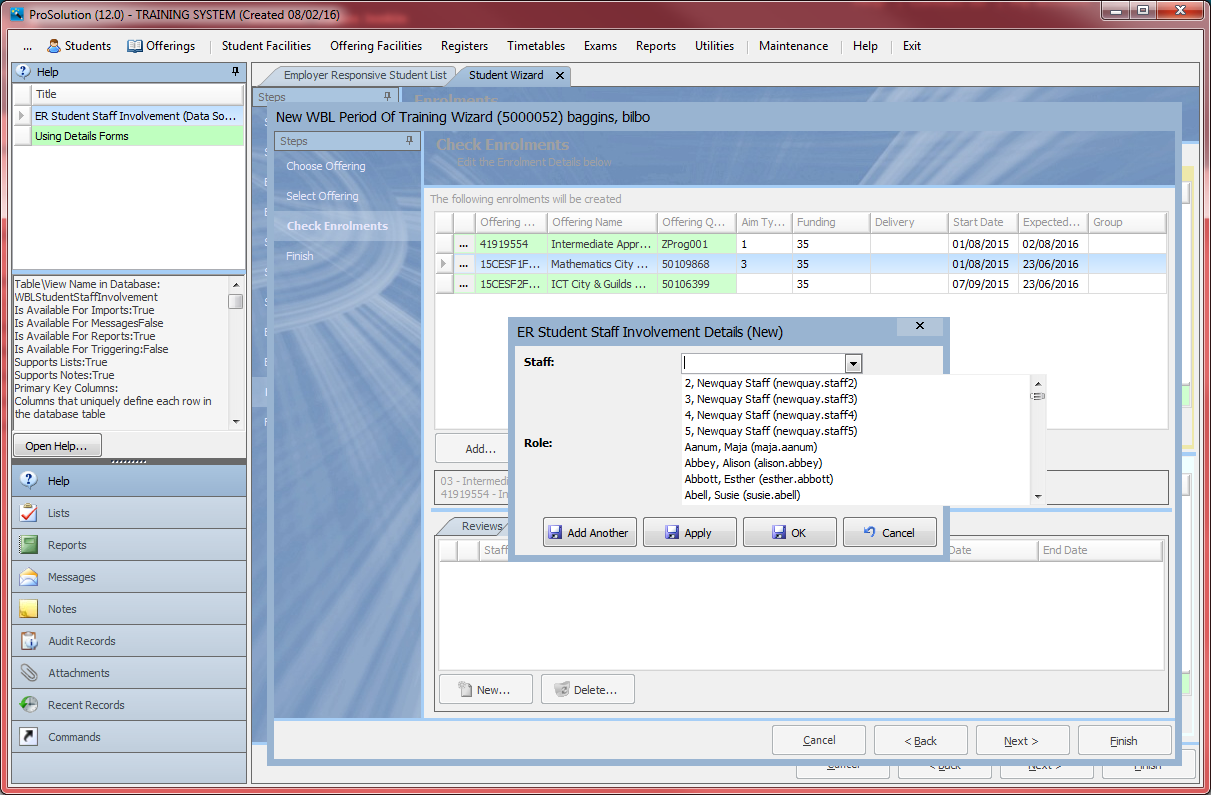 ProSolution (12.0) - TRAINING SYSTEM (Created 08/02/16)
... Students Offerings Student Facilities Offering Facilities Registers Timetables Exams Reports Utilities Maintenance Help Exit
Help
Title
ER Student Staff Involvement (Data So...
Using Details Forms
Table\View Name in Database:
WBLStudentStaffInvolvement
Is Available For Imports:True
Is Available For MessagesFalse
Is Available For Reports:True
Is Available For Triggering:False
Supports Lists:True
Supports Notes:True
Primary Key Columns:
Columns that uniquely define each row in
the database table
Open Help...
Help
Lists
Reports
Messages
Notes
Audit Records
Attachments
Recent Records
Commands
Employer Responsive Student List
Student Wizard
Steps
Enrolments
New WBL Period Of Training Wizard (5000052) baggins, bilbo
Steps
Choose Offering
Select Offering
Check Enrolments
Finish
Check Enrolments
Edit the Enrolment Details below
The following enrolments will be created
Offering ... Offering Name Offering Q... Aim Ty... Funding Delivery Start Date Expected... Group
... 41919554 Intermediate Appr... ZProg001 1 35 01/08/2015 02/08/2016
... 15CESF1F... Mathematics City ... 50109868 3 35 01/08/2015 23/06/2016
... 15CESF2F... ICT City & Guilds ... 50106399 35 07/09/2015 23/06/2016
Add...
03 - Intermedi
41919554 - In
ER Student Staff Involvement Details (New)
Staff:
2, Newquay Staff (newquay.staff2)
3, Newquay Staff (newquay.staff3)
4, Newquay Staff (newquay.staff4)
5, Newquay Staff (newquay.staff5)
Aanum, Maja (maja.aanum)
Abbey, Alison (alison.abbey)
Abbott, Esther (esther.abbott)
Abell, Susie (susie.abell)
Role:
Add Another Apply OK Cancel
Reviews
Staff Date End Date
New... Delete...
Cancel < Back Next > Finish
Cancel < Back Next > Finish